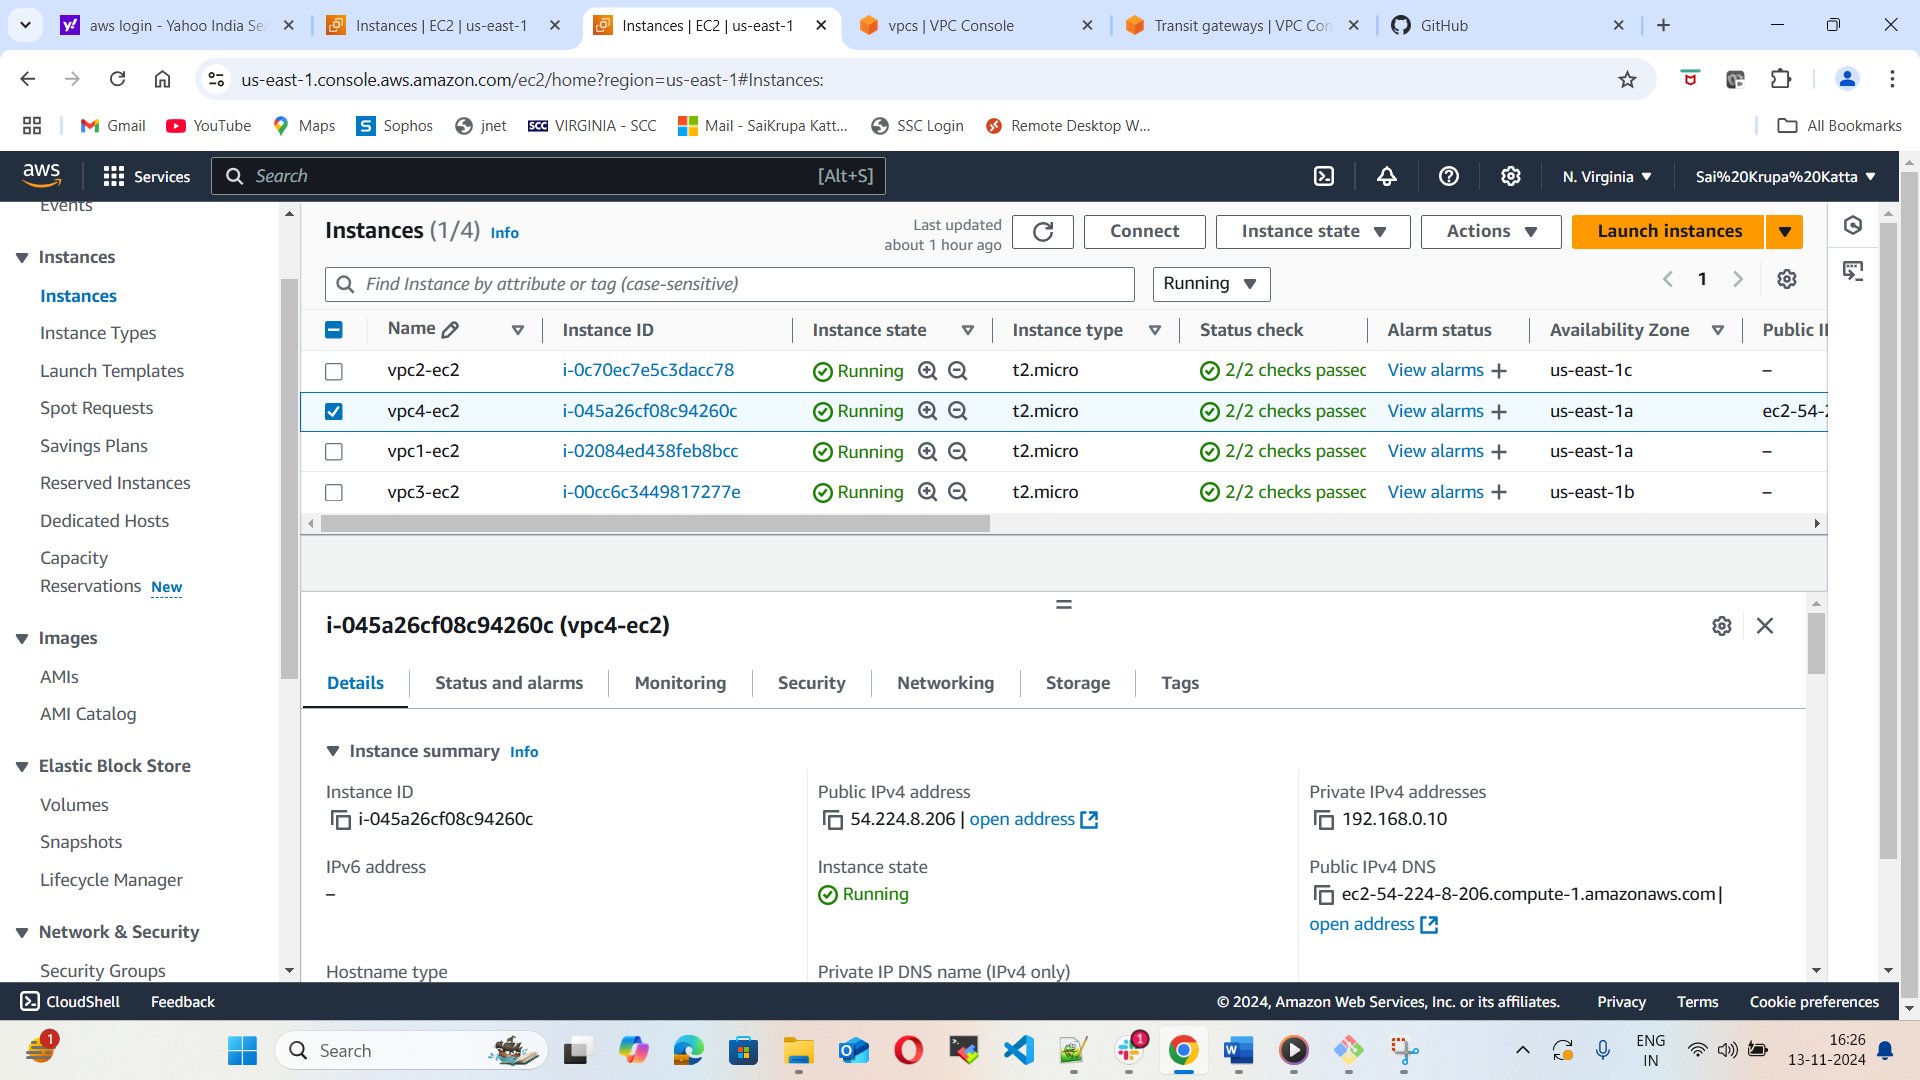 aws login - Yahoo India Sea
Instances | EC2 | us-east-1
Instances | EC2 | us-east-1
vpcs | VPC Console
Transit gateways | VPC Con
GitHub
us-east-1.console.aws.amazon.com/ec2/home?region=us-east-1#Instances:
Gmail
YouTube
Maps
Sophos
jnet
SCC VIRGINIA - SCC
Mail - SaiKrupa Katt...
SSC Login
Remote Desktop W...
All Bookmarks
aws
Services
Search
[Alt+S]
N. Virginia
Sai%20Krupa%20Katta
Events
Instances
Instances
Instance Types
Launch Templates
Spot Requests
Savings Plans
Reserved Instances
Dedicated Hosts
Capacity
Reservations New
Images
AMIs
AMI Catalog
Elastic Block Store
Volumes
Snapshots
Lifecycle Manager
Network & Security
Security Groups
Instances (1/4) Info
Last updated
about 1 hour ago
Connect
Instance state
Actions
Launch instances
Find Instance by attribute or tag (case-sensitive)
Running
1
Name Instance ID Instance state Instance type Status check Alarm status Availability Zone Public I
vpc2-ec2 i-0c70ec7e5c3dacc78 Running t2.micro 2/2 checks passed View alarms + us-east-1c –
vpc4-ec2 i-045a26cf08c94260c Running t2.micro 2/2 checks passed View alarms + us-east-1a ec2-54-2
vpc1-ec2 i-02084ed438feb8bcc Running t2.micro 2/2 checks passed View alarms + us-east-1a –
vpc3-ec2 i-00cc6c3449817277e Running t2.micro 2/2 checks passed View alarms + us-east-1b –
i-045a26cf08c94260c (vpc4-ec2)
Details
Status and alarms
Monitoring
Security
Networking
Storage
Tags
Instance summary Info
Instance ID
i-045a26cf08c94260c
Public IPv4 address
54.224.8.206 | open address
Private IPv4 addresses
192.168.0.10
IPv6 address
–
Instance state
Running
Public IPv4 DNS
ec2-54-224-8-206.compute-1.amazonaws.com |
open address
Hostname type
Private IP DNS name (IPv4 only)
CloudShell
Feedback
© 2024, Amazon Web Services, Inc. or its affiliates.
Privacy
Terms
Cookie preferences
1
Search
1
ENG
IN
16:26
13-11-2024